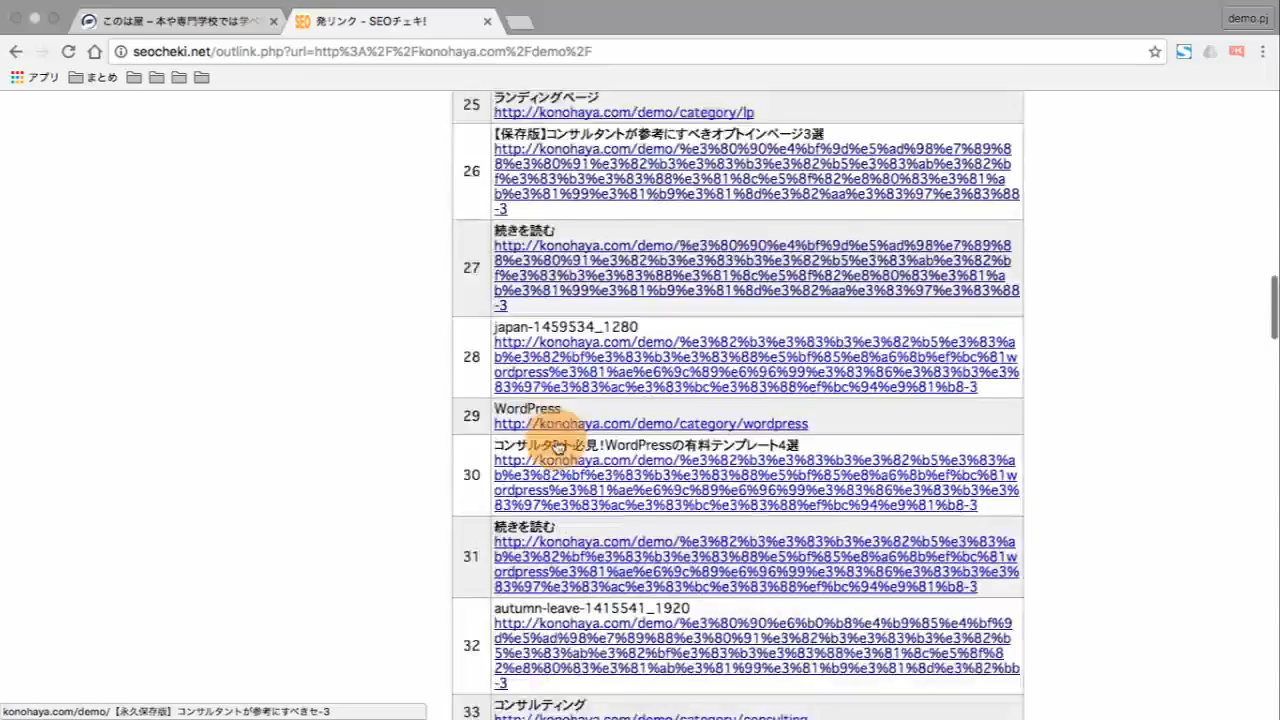 このは屋 – 本や専門学校では学べ
発リンク - SEOチェキ!
demo.pj
seocheki.net/outlink.php?url=http%3A%2F%2Fkonohaya.com%2Fdemo%2F
アプリ まとめ
25 ランディングページ
http://konohaya.com/demo/category/lp
26 【保存版】コンサルタントが参考にすべきオプトインページ3選
http://konohaya.com/demo/%e3%80%90%e4%bf%9d%e5%ad%98%e7%89%8
8%e3%80%91%e3%82%b3%e3%83%b3%e3%82%b5%e3%83%ab%e3%82%b
f%e3%83%b3%e3%83%88%e3%81%8c%e5%8f%82%e8%80%83%e3%81%a
b%e3%81%99%e3%81%b9%e3%81%8d%e3%82%aa%e3%83%97%e3%83%88
-3
27 続きを読む
http://konohaya.com/demo/%e3%80%90%e4%bf%9d%e5%ad%98%e7%89%8
8%e3%80%91%e3%82%b3%e3%83%b3%e3%82%b5%e3%83%ab%e3%82%b
f%e3%83%b3%e3%83%88%e3%81%8c%e5%8f%82%e8%80%83%e3%81%a
b%e3%81%99%e3%81%b9%e3%81%8d%e3%82%aa%e3%83%97%e3%83%88
-3
28 japan-1459534_1280
http://konohaya.com/demo/%e3%82%b3%e3%83%b3%e3%82%b5%e3%83%a
b%e3%82%bf%e3%83%b3%e3%83%88%e5%bf%85%e8%a6%8b%ef%bc%81w
ordpress%e3%81%ae%e6%9c%89%e6%96%99%e3%83%86%e3%83%b3%e3%
83%97%e3%83%ac%e3%83%bc%e3%83%88%ef%bc%94%e9%81%b8-3
29 WordPress
http://konohaya.com/demo/category/wordpress
30 コンサルタント必見!WordPressの有料テンプレート4選
http://konohaya.com/demo/%e3%82%b3%e3%83%b3%e3%82%b5%e3%83%a
b%e3%82%bf%e3%83%b3%e3%83%88%e5%bf%85%e8%a6%8b%ef%bc%81w
ordpress%e3%81%ae%e6%9c%89%e6%96%99%e3%83%86%e3%83%b3%e3%
83%97%e3%83%ac%e3%83%bc%e3%83%88%ef%bc%94%e9%81%b8-3
31 続きを読む
http://konohaya.com/demo/%e3%82%b3%e3%83%b3%e3%82%b5%e3%83%a
b%e3%82%bf%e3%83%b3%e3%83%88%e5%bf%85%e8%a6%8b%ef%bc%81w
ordpress%e3%81%ae%e6%9c%89%e6%96%99%e3%83%86%e3%83%b3%e3%
83%97%e3%83%ac%e3%83%bc%e3%83%88%ef%bc%94%e9%81%b8-3
32 autumn-leave-1415541_1920
http://konohaya.com/demo/%e3%80%90%e6%b0%b8%e4%b9%85%e4%bf%9
d%e5%ad%98%e7%89%88%e3%80%91%e3%82%b3%e3%83%b3%e3%82%b
5%e3%83%ab%e3%82%bf%e3%83%b3%e3%83%88%e3%81%8c%e5%8f%8
2%e8%80%83%e3%81%ab%e3%81%99%e3%81%b9%e3%81%8d%e3%82%bb
-3
33 コンサルティング
http://konohaya.com/demo/category/consulting
konohaya.com/demo/【永久保存版】コンサルタントが参考にすべきセ-3